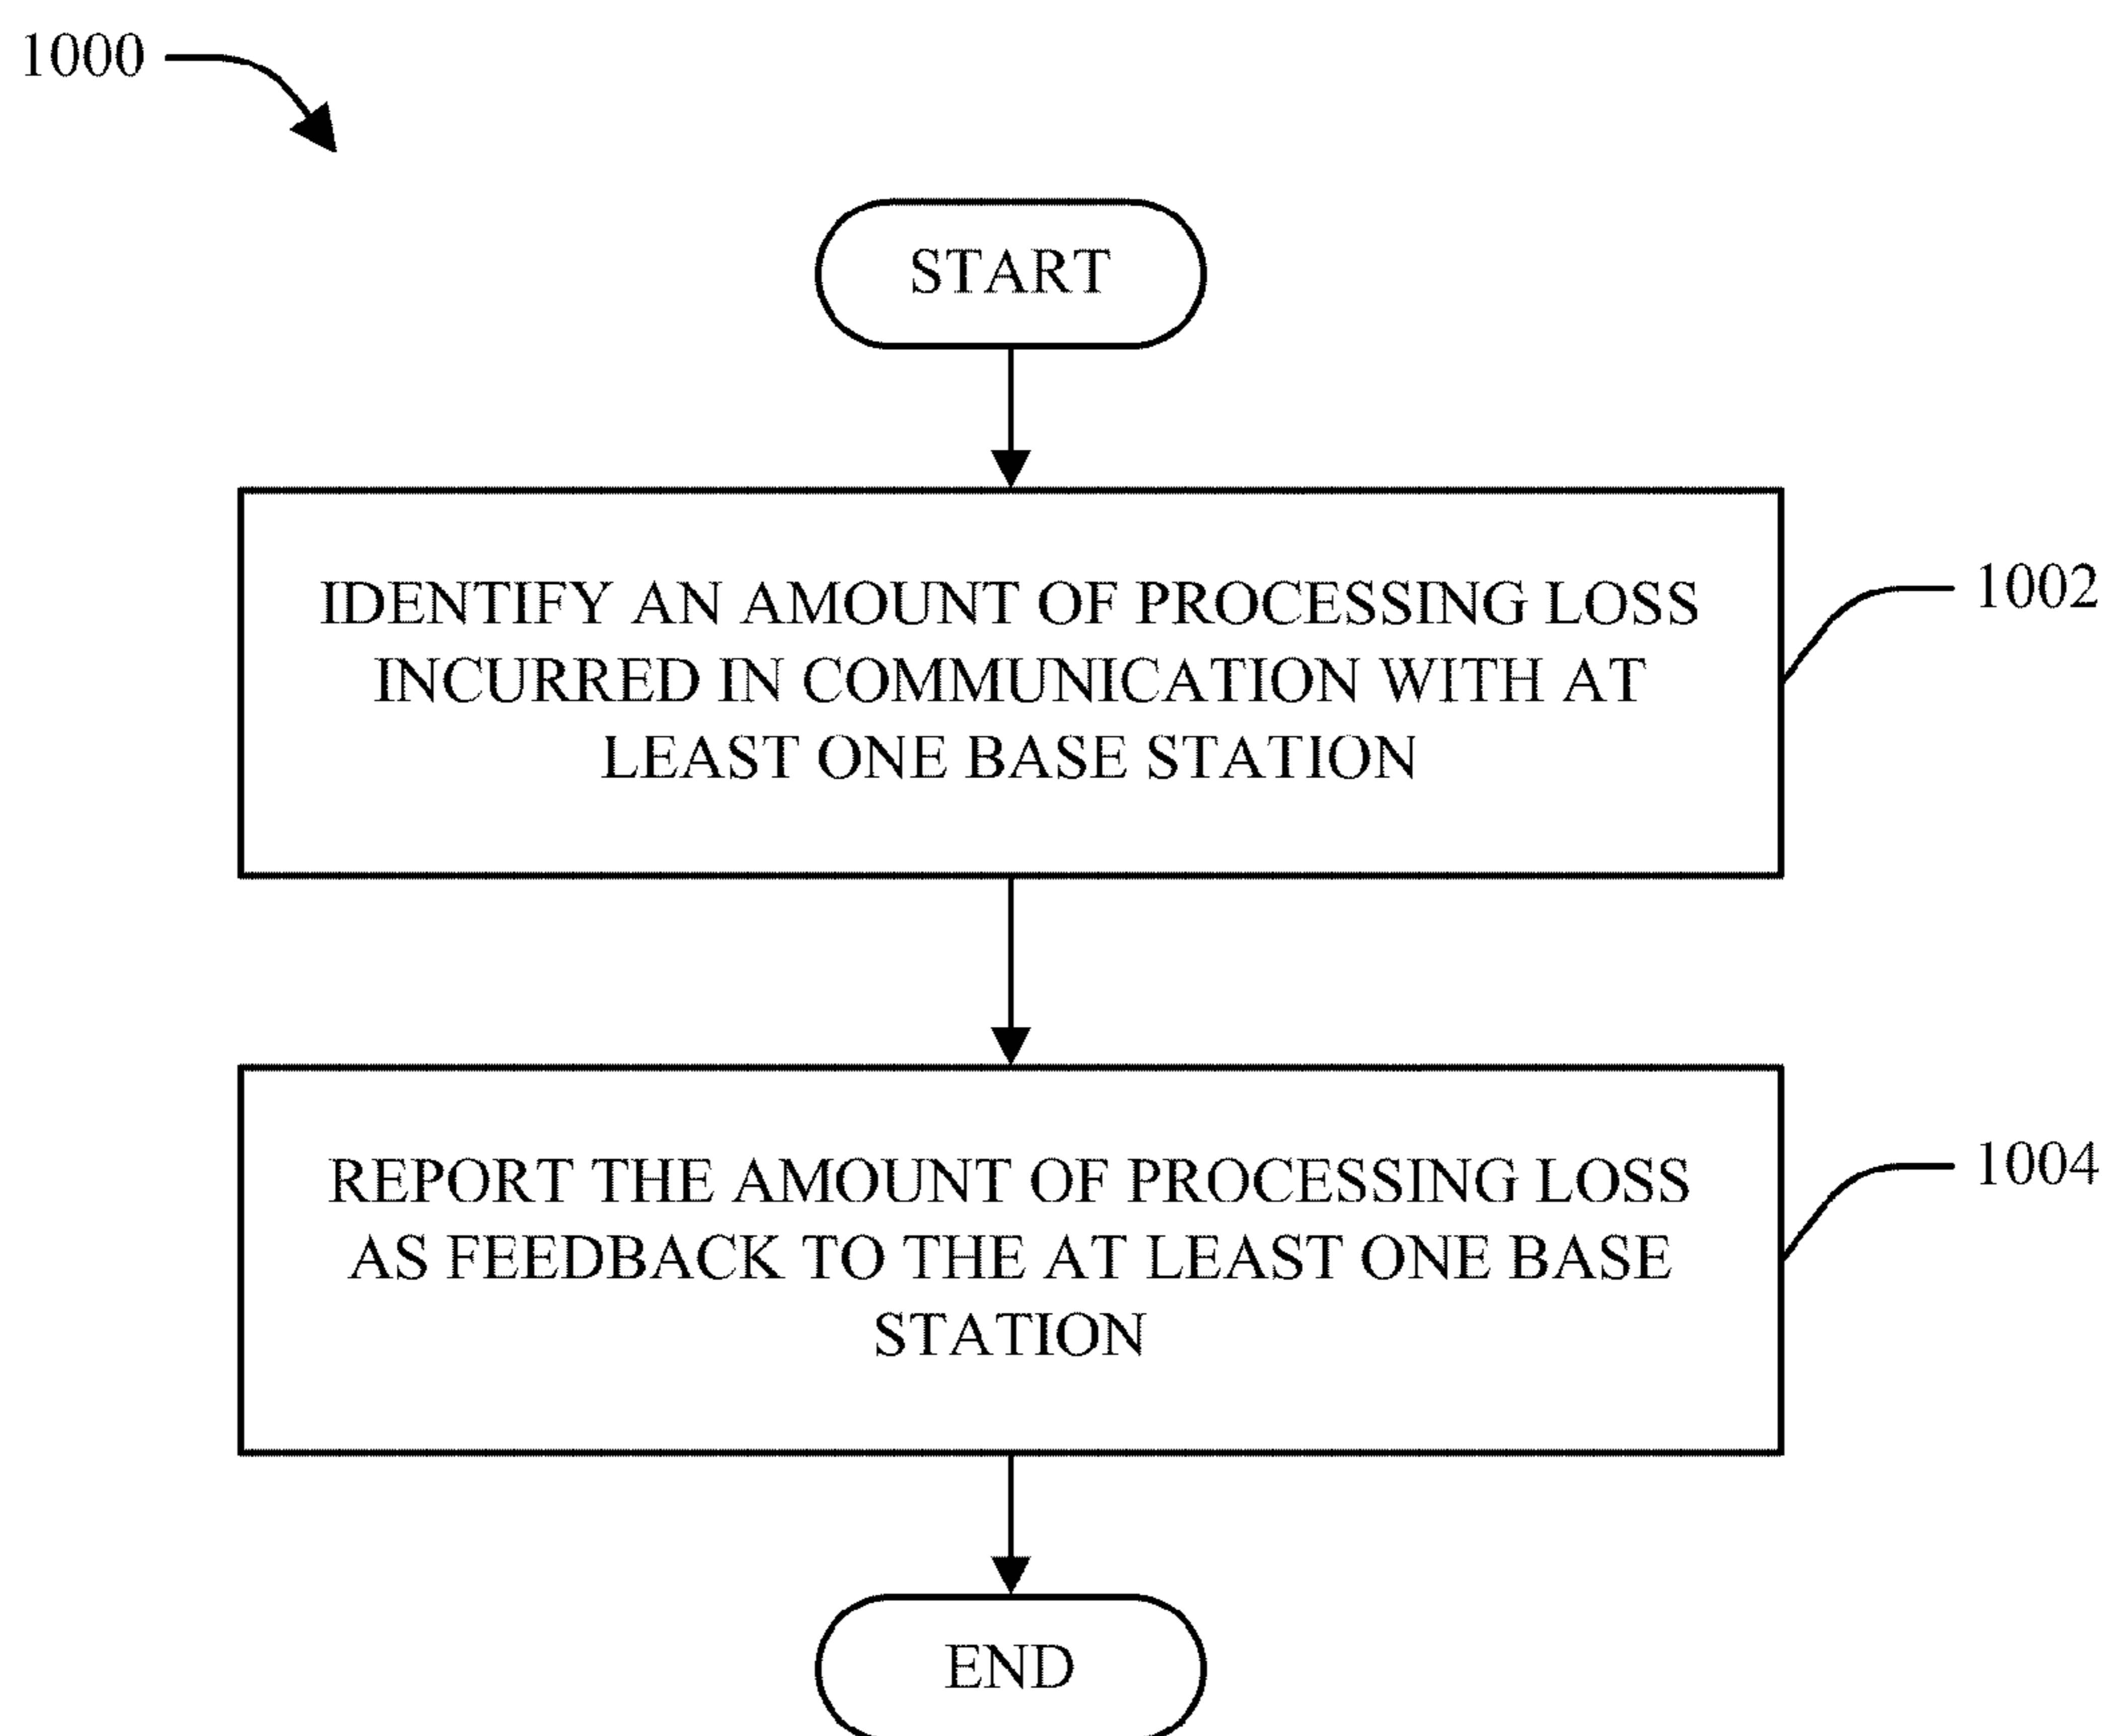 1000
START
IDENTIFY AN AMOUNT OF PROCESSING LOSS
INCURRED IN COMMUNICATION WITH AT
LEAST ONE BASE STATION
1002
REPORT THE AMOUNT OF PROCESSING LOSS
AS FEEDBACK TO THE AT LEAST ONE BASE
STATION
1004
END